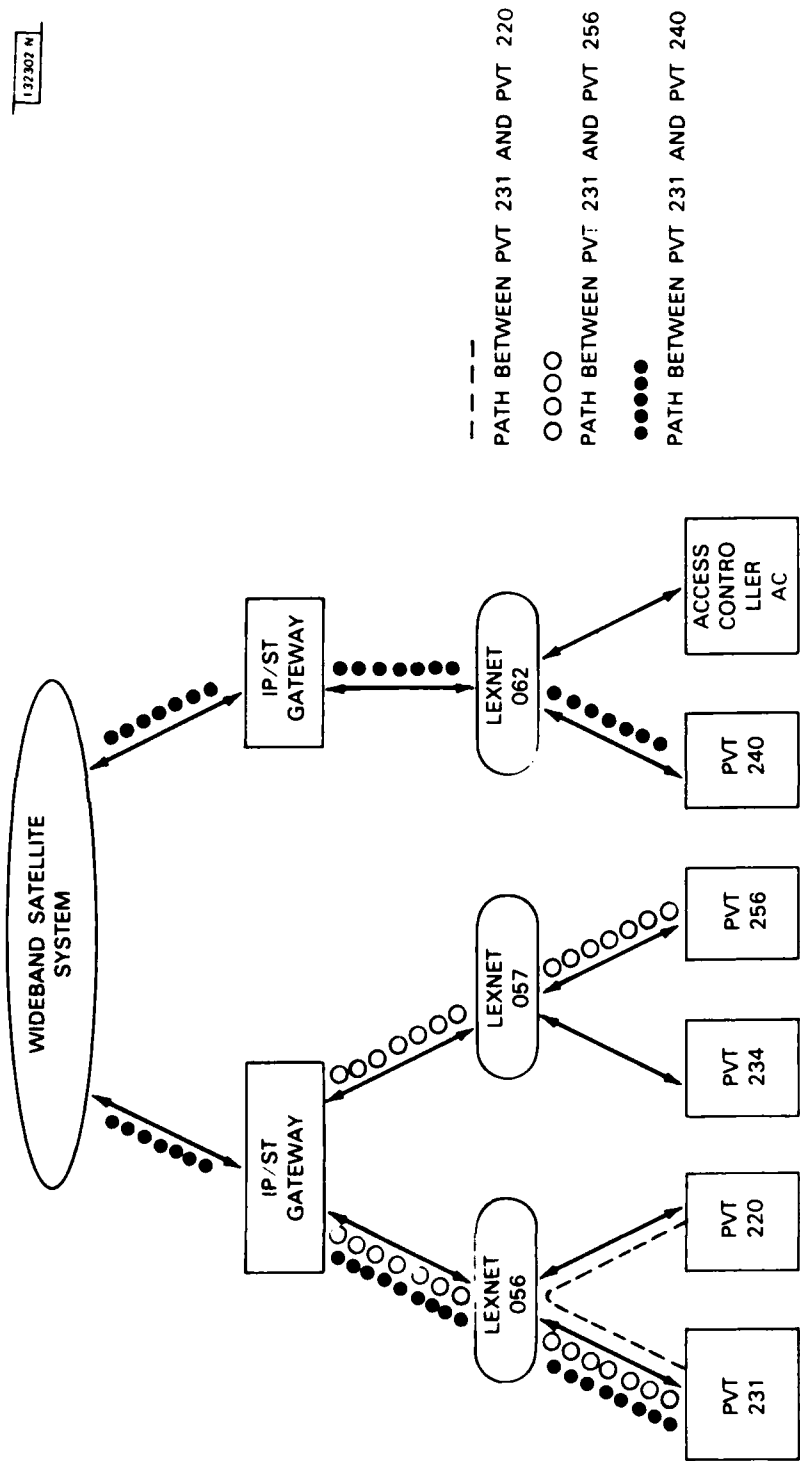 132302 N
WIDEBAND SATELLITE
SYSTEM
IP/ST
GATEWAY
IP/ST
GATEWAY
LEXNET
056
LEXNET
057
LEXNET
062
PVT
231
PVT
220
PVT
234
PVT
256
PVT
240
ACCESS
CONTRO
LLER
AC
PATH BETWEEN PVT 231 AND PVT 220
PATH BETWEEN PVT 231 AND PVT 256
PATH BETWEEN PVT 231 AND PVT 240